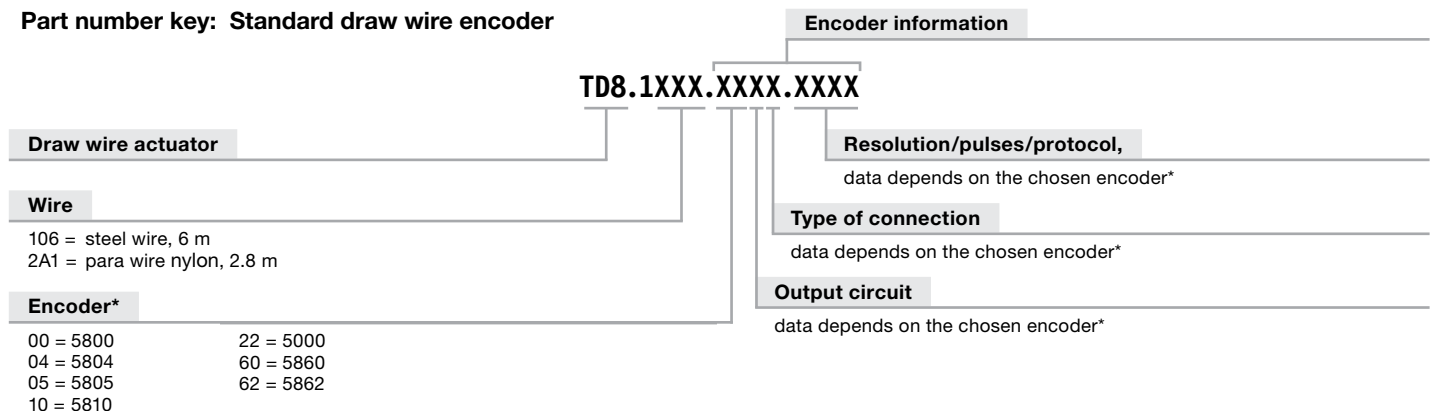 Part number key: Standard draw wire encoder
Encoder information
TD8.1XXX.XXXX.XXXX
Draw wire actuator
Wire
106 = steel wire, 6 m
2A1 = para wire nylon, 2.8 m
Encoder*
00 = 5800
04 = 5804
05 = 5805
10 = 5810
22 = 5000
60 = 5860
62 = 5862
Resolution/pulses/protocol,
data depends on the chosen encoder*
Type of connection
data depends on the chosen encoder*
Output circuit
data depends on the chosen encoder*